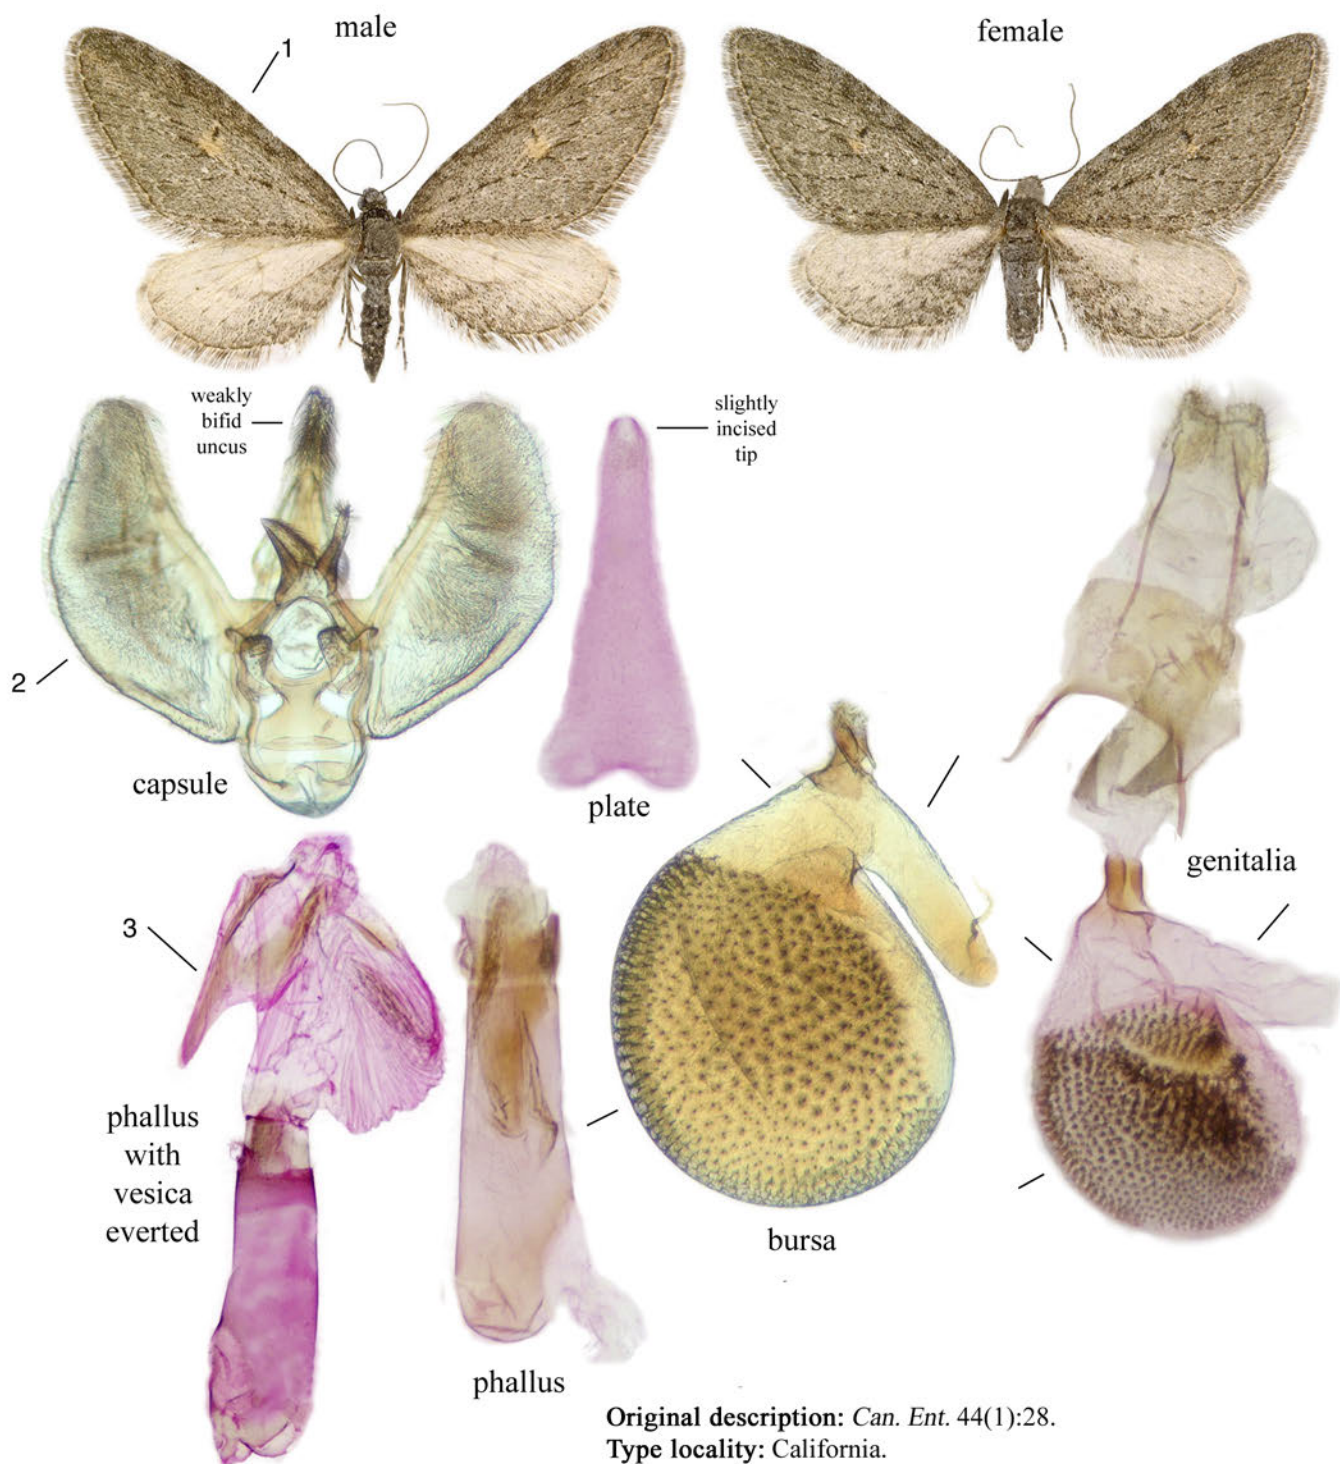 male
female
1
weakly
bifid
uncus
slightly
incised
tip
2
capsule
plate
genitalia
3
phallus
with
vesica
everted
bursa
phallus
Original description: Can. Ent. 44(1):28.
Type locality: California.